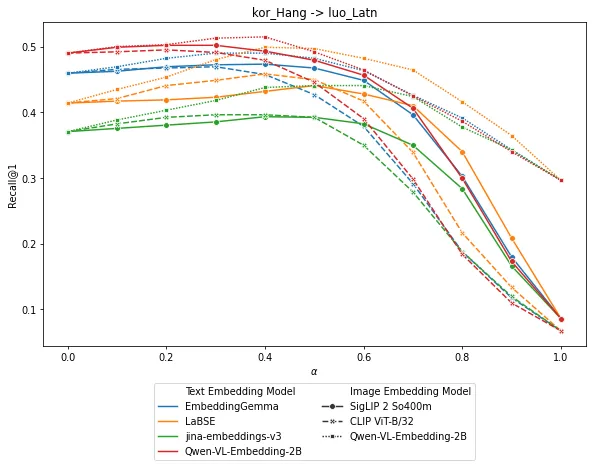 kor_Hang -> luo_Latn
Recall@1
0.5
0.4
0.3
0.2
0.1
0.0 0.2 0.4 0.6 0.8 1.0
α
Text Embedding Model Image Embedding Model
EmbeddingGemma SigLIP 2 So400m
LaBSE CLIP ViT-B/32
jina-embeddings-v3 Qwen-VL-Embedding-2B
Qwen-VL-Embedding-2B